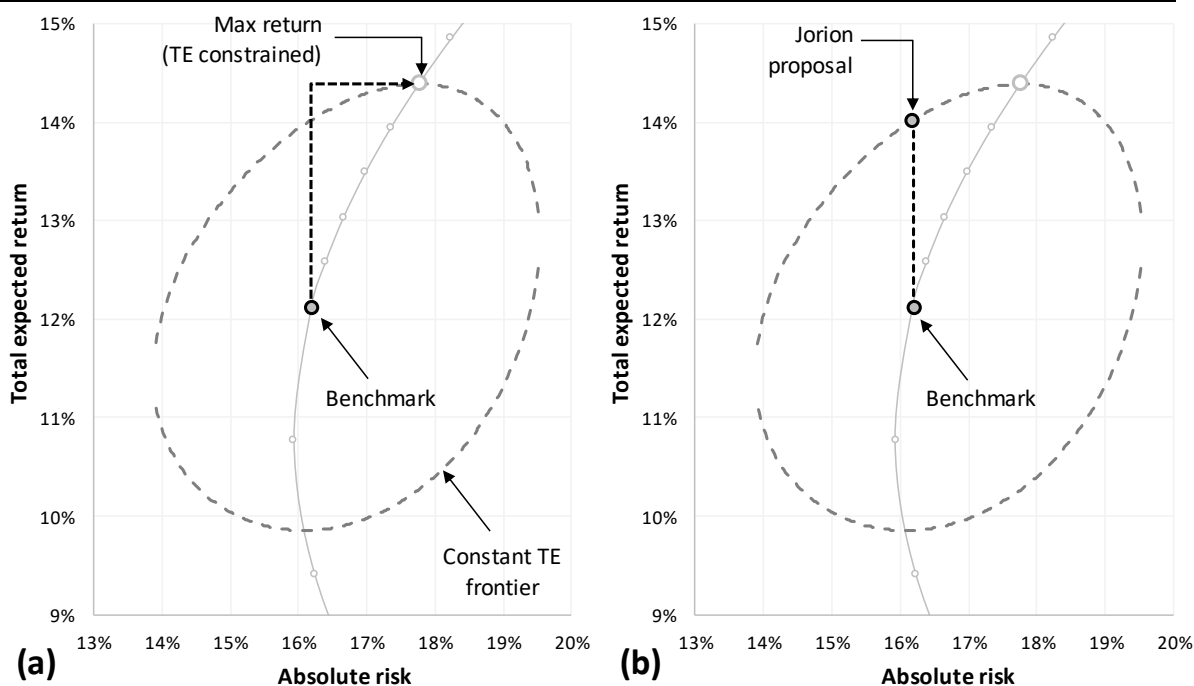 15%
14%
13%
12%
11%
10%
9%
Total expected return
Max return
(TE constrained)
Benchmark
Constant TE
frontier
13% 14% 15% 16% 17% 18% 19% 20%
(a)
Absolute risk
15%
14%
13%
12%
11%
10%
9%
Total expected return
Jorion
proposal
Benchmark
13% 14% 15% 16% 17% 18% 19% 20%
(b)
Absolute risk